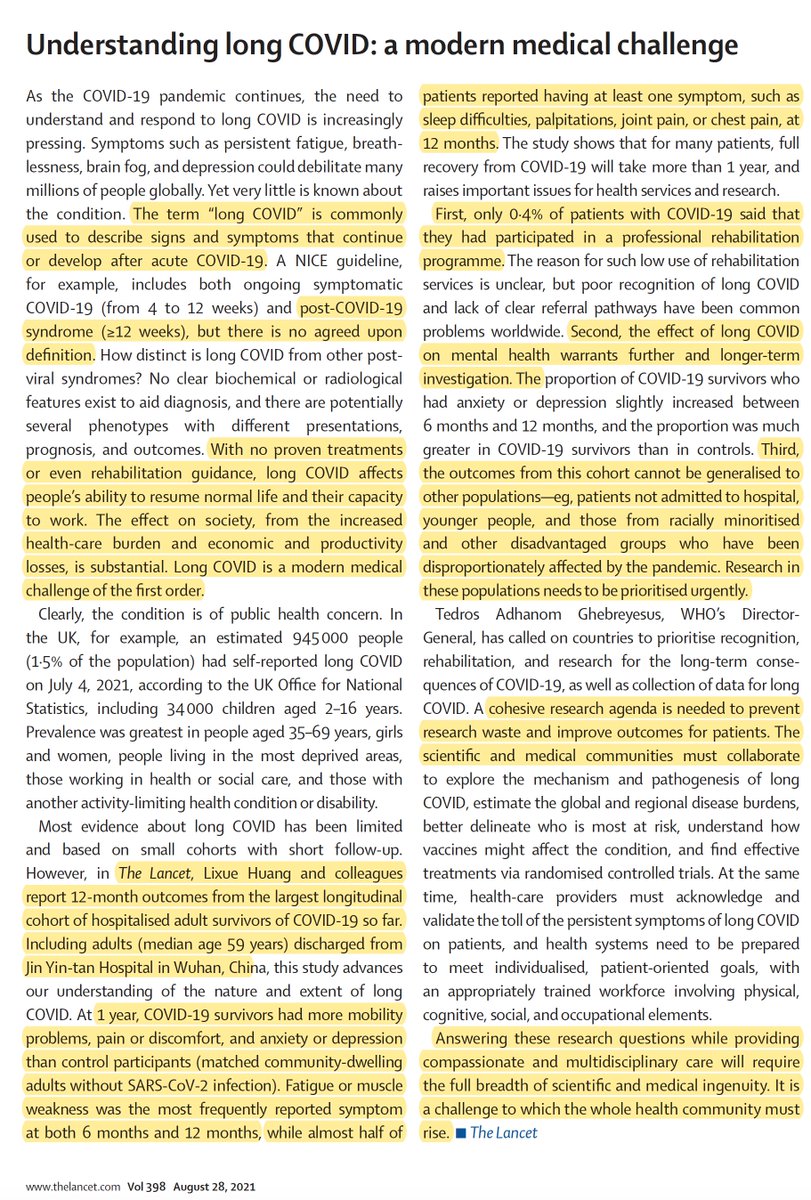 Understanding long COVID: a modern medical challenge
As the COVID-19 pandemic continues, the need to
understand and respond to long COVID is increasingly
pressing. Symptoms such as persistent fatigue, breath-
lessness, brain fog, and depression could debilitate many
millions of people globally. Yet very little is known about
the condition. The term “long COVID” is commonly
used to describe signs and symptoms that continue
or develop after acute COVID-19. A NICE guideline,
for example, includes both ongoing symptomatic
COVID-19 (from 4 to 12 weeks) and post-COVID-19
syndrome (≥12 weeks), but there is no agreed upon
definition. How distinct is long COVID from other post-
viral syndromes? No clear biochemical or radiological
features exist to aid diagnosis, and there are potentially
several phenotypes with different presentations,
prognosis, and outcomes. With no proven treatments
or even rehabilitation guidance, long COVID affects
people’s ability to resume normal life and their capacity
to work. The effect on society, from the increased
health-care burden and economic and productivity
losses, is substantial. Long COVID is a modern medical
challenge of the first order.
Clearly, the condition is of public health concern. In
the UK, for example, an estimated 945 000 people
(1·5% of the population) had self-reported long COVID
on July 4, 2021, according to the UK Office for National
Statistics, including 34 000 children aged 2–16 years.
Prevalence was greatest in people aged 35–69 years, girls
and women, people living in the most deprived areas,
those working in health or social care, and those with
another activity-limiting health condition or disability.
Most evidence about long COVID has been limited
and based on small cohorts with short follow-up.
However, in The Lancet, Lixue Huang and colleagues
report 12-month outcomes from the largest longitudinal
cohort of hospitalised adult survivors of COVID-19 so far.
Including adults (median age 59 years) discharged from
Jin Yin-tan Hospital in Wuhan, China, this study advances
our understanding of the nature and extent of long
COVID. At 1 year, COVID-19 survivors had more mobility
problems, pain or discomfort, and anxiety or depression
than control participants (matched community-dwelling
adults without SARS-CoV-2 infection). Fatigue or muscle
weakness was the most frequently reported symptom
at both 6 months and 12 months, while almost half of
patients reported having at least one symptom, such as
sleep difficulties, palpitations, joint pain, or chest pain, at
12 months. The study shows that for many patients, full
recovery from COVID-19 will take more than 1 year, and
raises important issues for health services and research.
First, only 0·4% of patients with COVID-19 said that
they had participated in a professional rehabilitation
programme. The reason for such low use of rehabilitation
services is unclear, but poor recognition of long COVID
and lack of clear referral pathways have been common
problems worldwide. Second, the effect of long COVID
on mental health warrants further and longer-term
investigation. The proportion of COVID-19 survivors who
had anxiety or depression slightly increased between
6 months and 12 months, and the proportion was much
greater in COVID-19 survivors than in controls. Third,
the outcomes from this cohort cannot be generalised to
other populations—eg, patients not admitted to hospital,
younger people, and those from racially minoritised
and other disadvantaged groups who have been
disproportionately affected by the pandemic. Research in
these populations needs to be prioritised urgently.
Tedros Adhanom Ghebreyesus, WHO’s Director-
General, has called on countries to prioritise recognition,
rehabilitation, and research for the long-term conse-
quences of COVID-19, as well as collection of data for long
COVID. A cohesive research agenda is needed to prevent
research waste and improve outcomes for patients. The
scientific and medical communities must collaborate
to explore the mechanism and pathogenesis of long
COVID, estimate the global and regional disease burdens,
better delineate who is most at risk, understand how
vaccines might affect the condition, and find effective
treatments via randomised controlled trials. At the same
time, health-care providers must acknowledge and
validate the toll of the persistent symptoms of long COVID
on patients, and health systems need to be prepared
to meet individualised, patient-oriented goals, with
an appropriately trained workforce involving physical,
cognitive, social, and occupational elements.
Answering these research questions while providing
compassionate and multidisciplinary care will require
the full breadth of scientific and medical ingenuity. It is
a challenge to which the whole health community must
rise. ■ The Lancet
www.thelancet.com Vol 398 August 28, 2021